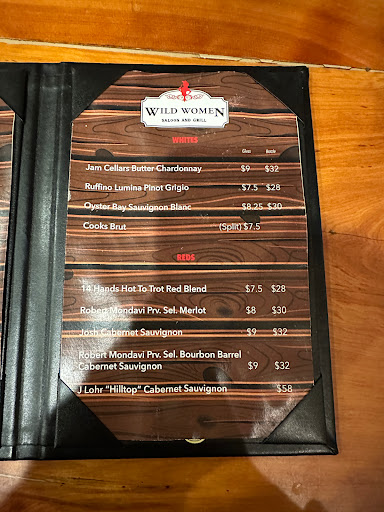 WILD WOMEN
SALOON AND GRILL
WHITES
Glass Bottle
Jam Cellars Butter Chardonnay $9 $32
Ruffino Lumina Pinot Grigio $7.5 $28
Oyster Bay Sauvignon Blanc $8.25 $30
Cooks Brut (Split) $7.5
REDS
14 Hands Hot To Trot Red Blend $7.5 $28
Robert Mondavi Prv. Sel. Merlot $8 $30
Josh Cabernet Sauvignon $9 $32
Robert Mondavi Prv. Sel. Bourbon Barrel
Cabernet Sauvignon $9 $32
J Lohr "Hilltop" Cabernet Sauvignon $58